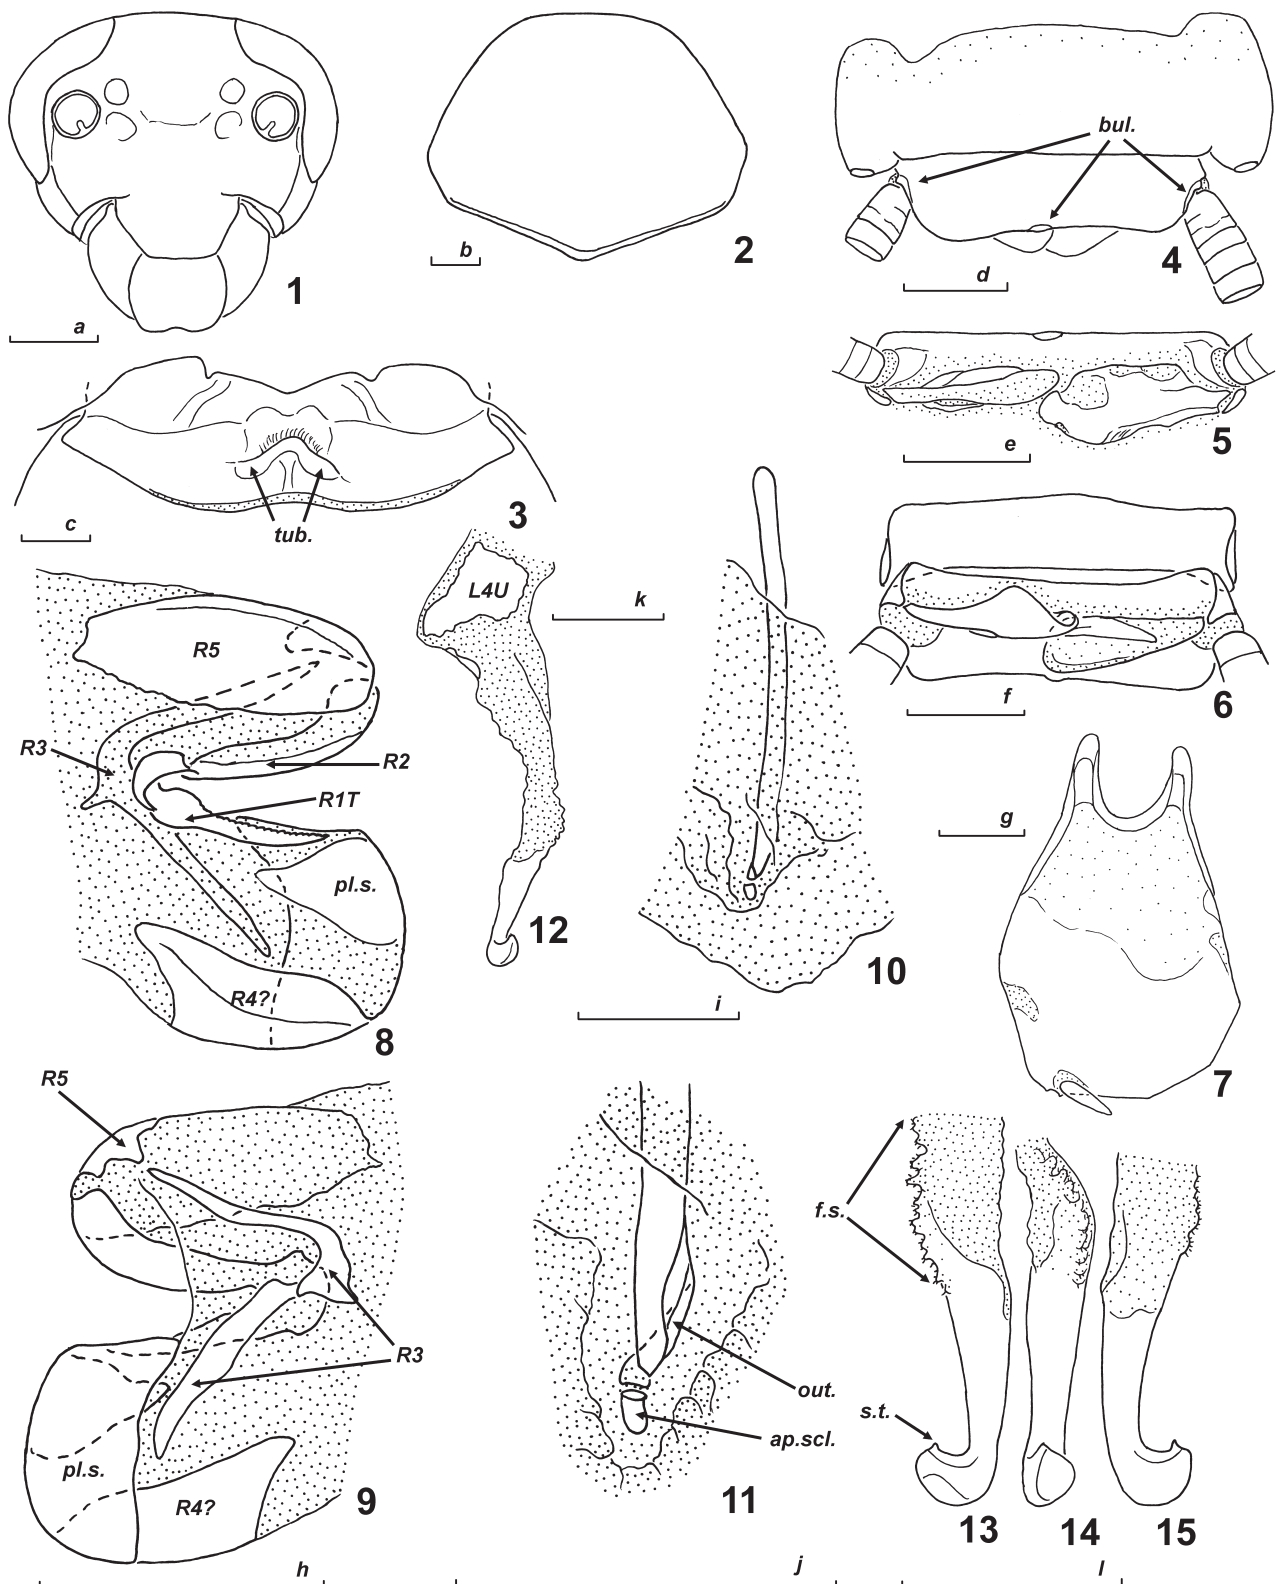 1
a
2
b
bul.
4
d
3
c
tub.
5
e
6
f
R5
R3
R2
R1T
pl.s.
R4?
8
L4U
k
12
10
i
g
7
R5
R3
pl.s.
R4?
9
h
out.
ap.scl.
11
j
f.s.
s.t.
13
14
15
l